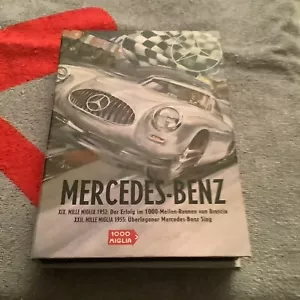 MERCEDES-BENZ
XIX. MILLE MIGLIA 1952: Der Erfolg im 1000-Meilen-Rennen von Brescia
XXII. MILLE MIGLIA 1955: Überlegener Mercedes-Benz Sieg
1000
MIGLIA